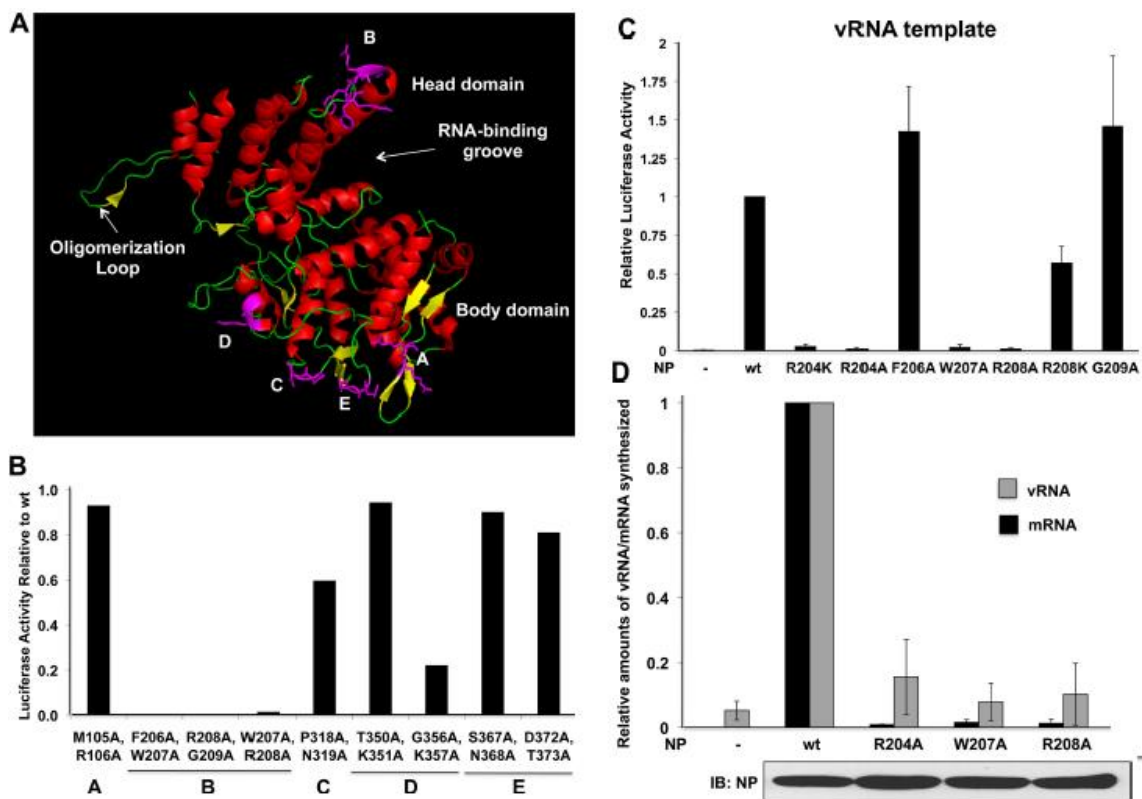 A
B
Head domain
RNA-binding
groove
Oligomerization
Loop
Body domain
D
A
C
E
B
Luciferase Activity Relative to wt
1.0
0.8
0.6
0.4
0.2
0.0
M105A, F206A, R208A, W207A, P318A, T350A, G356A, S367A, D372A,
R106A W207A G209A R208A N319A K351A K357A N368A T373A
A B C D E
C
vRNA template
Relative Luciferase Activity
2
1.75
1.5
1.25
1
0.75
0.5
0.25
0
NP - wt R204K R204A F206A W207A R208A R208K G209A
D
Relative amounts of vRNA/mRNA synthesized
1
0.8
0.6
0.4
0.2
0
vRNA
mRNA
NP - wt R204A W207A R208A
IB: NP